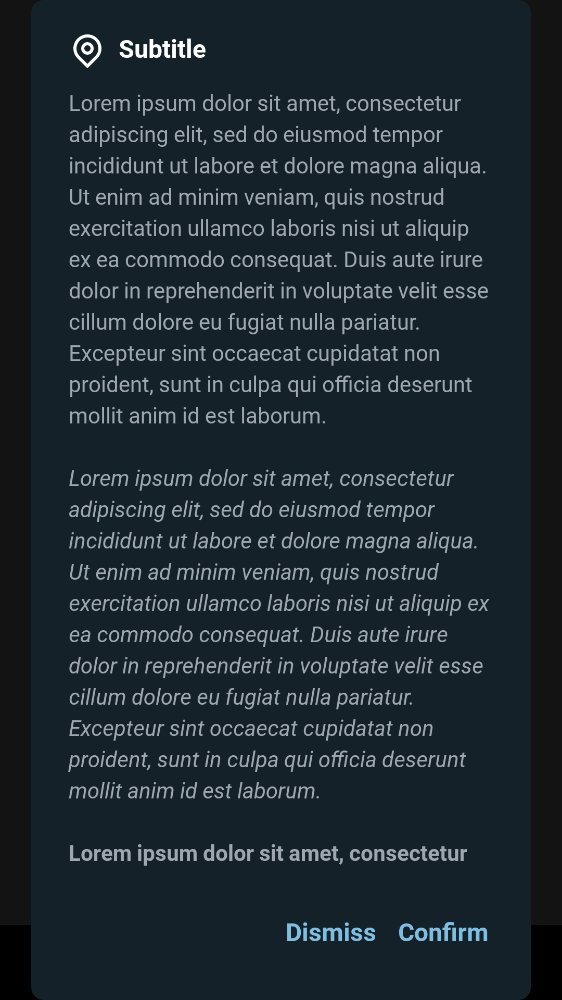 Subtitle
Lorem ipsum dolor sit amet, consectetur
adipiscing elit, sed do eiusmod tempor
incididunt ut labore et dolore magna aliqua.
Ut enim ad minim veniam, quis nostrud
exercitation ullamco laboris nisi ut aliquip
ex ea commodo consequat. Duis aute irure
dolor in reprehenderit in voluptate velit esse
cillum dolore eu fugiat nulla pariatur.
Excepteur sint occaecat cupidatat non
proident, sunt in culpa qui officia deserunt
mollit anim id est laborum.
Lorem ipsum dolor sit amet, consectetur
adipiscing elit, sed do eiusmod tempor
incididunt ut labore et dolore magna aliqua.
Ut enim ad minim veniam, quis nostrud
exercitation ullamco laboris nisi ut aliquip ex
ea commodo consequat. Duis aute irure
dolor in reprehenderit in voluptate velit esse
cillum dolore eu fugiat nulla pariatur.
Excepteur sint occaecat cupidatat non
proident, sunt in culpa qui officia deserunt
mollit anim id est laborum.
Lorem ipsum dolor sit amet, consectetur
Dismiss Confirm